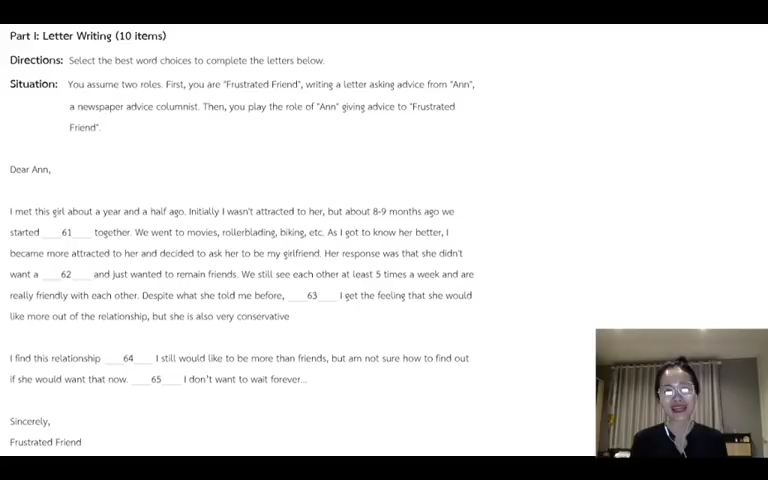 Part I: Letter Writing (10 items)
Directions: Select the best word choices to complete the letters below.
Situation: You assume two roles. First, you are "Frustrated Friend", writing a letter asking advice from "Ann",
a newspaper advice columnist. Then, you play the role of "Ann" giving advice to "Frustrated
Friend".
Dear Ann,
I met this girl about a year and a half ago. Initially I wasn't attracted to her, but about 8-9 months ago we
started ____61____ together. We went to movies, rollerblading, biking, etc. As I got to know her better, I
became more attracted to her and decided to ask her to be my girlfriend. Her response was that she didn't
want a ____62____ and just wanted to remain friends. We still see each other at least 5 times a week and are
really friendly with each other. Despite what she told me before, ____63____ I get the feeling that she would
like more out of the relationship, but she is also very conservative
I find this relationship ____64____ I still would like to be more than friends, but am not sure how to find out
if she would want that now. ____65____ I don't want to wait forever...
Sincerely,
Frustrated Friend